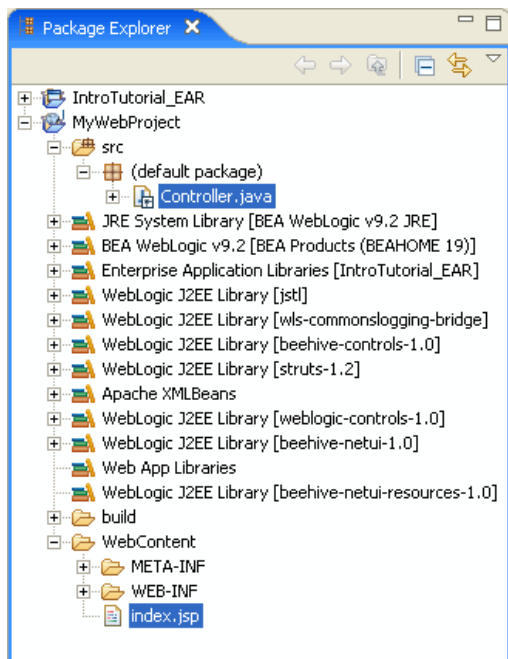 Package Explorer
IntroTutorial_EAR
MyWebProject
src
(default package)
Controller.java
JRE System Library [BEA WebLogic v9.2 JRE]
BEA WebLogic v9.2 [BEA Products (BEAHOME 19)]
Enterprise Application Libraries [IntroTutorial_EAR]
WebLogic J2EE Library [jstl]
WebLogic J2EE Library [wls-commonslogging-bridge]
WebLogic J2EE Library [beehive-controls-1.0]
WebLogic J2EE Library [struts-1.2]
Apache XMLBeans
WebLogic J2EE Library [weblogic-controls-1.0]
WebLogic J2EE Library [beehive-netui-1.0]
Web App Libraries
WebLogic J2EE Library [beehive-netui-resources-1.0]
build
WebContent
META-INF
WEB-INF
index.jsp